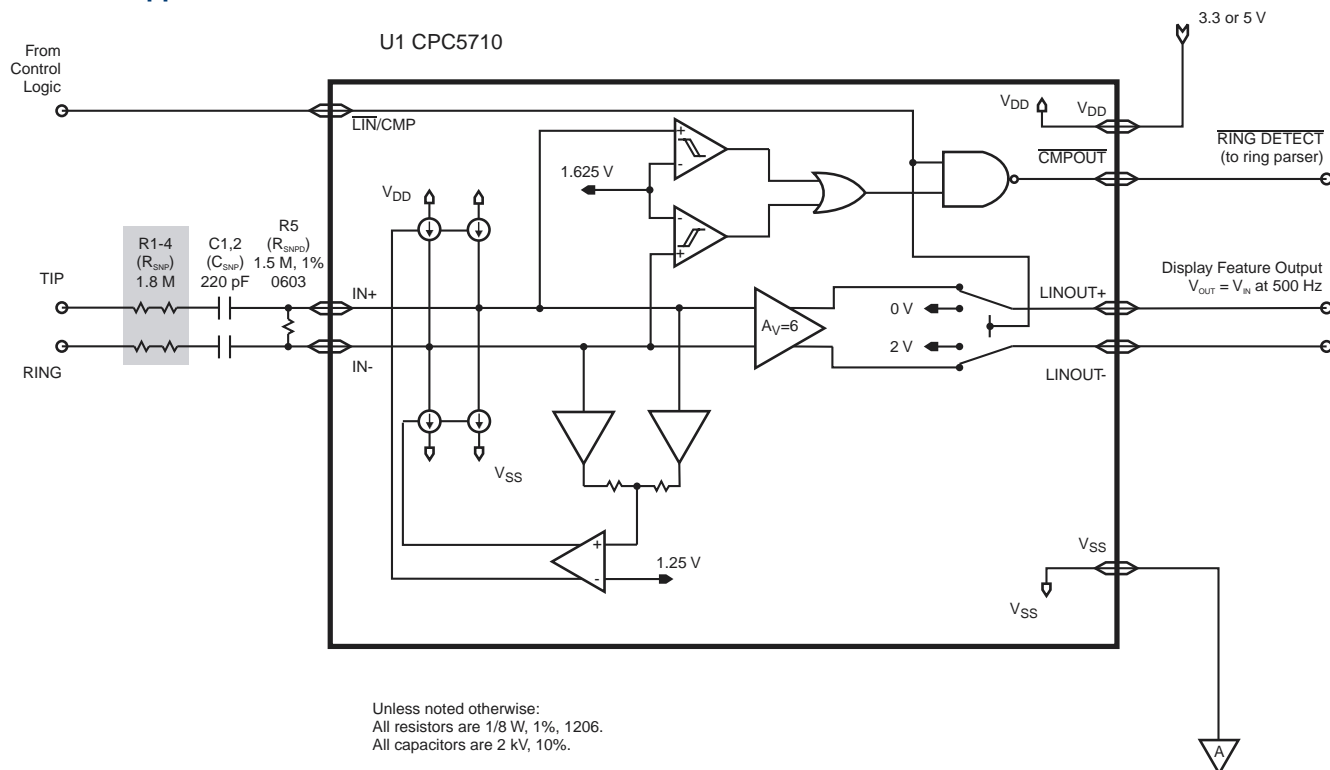 U1 CPC5710
3.3 or 5 V
From
Control
Logic
LIN/CMP
VDD
VDD
RING DETECT
(to ring parser)
CMPOUT
+
-
1.625 V
-
+
VDD
R1-4
(RSNP)
1.8 M
C1,2
(CSNP)
220 pF
R5
(RSNPD)
1.5 M, 1%
0603
TIP
IN+
RING
IN-
AV=6
0 V
2 V
LINOUT+
LINOUT-
Display Feature Output
VOUT = VIN at 500 Hz
VSS
+
-
1.25 V
VSS
VSS
A
Unless noted otherwise:
All resistors are 1/8 W, 1%, 1206.
All capacitors are 2 kV, 10%.